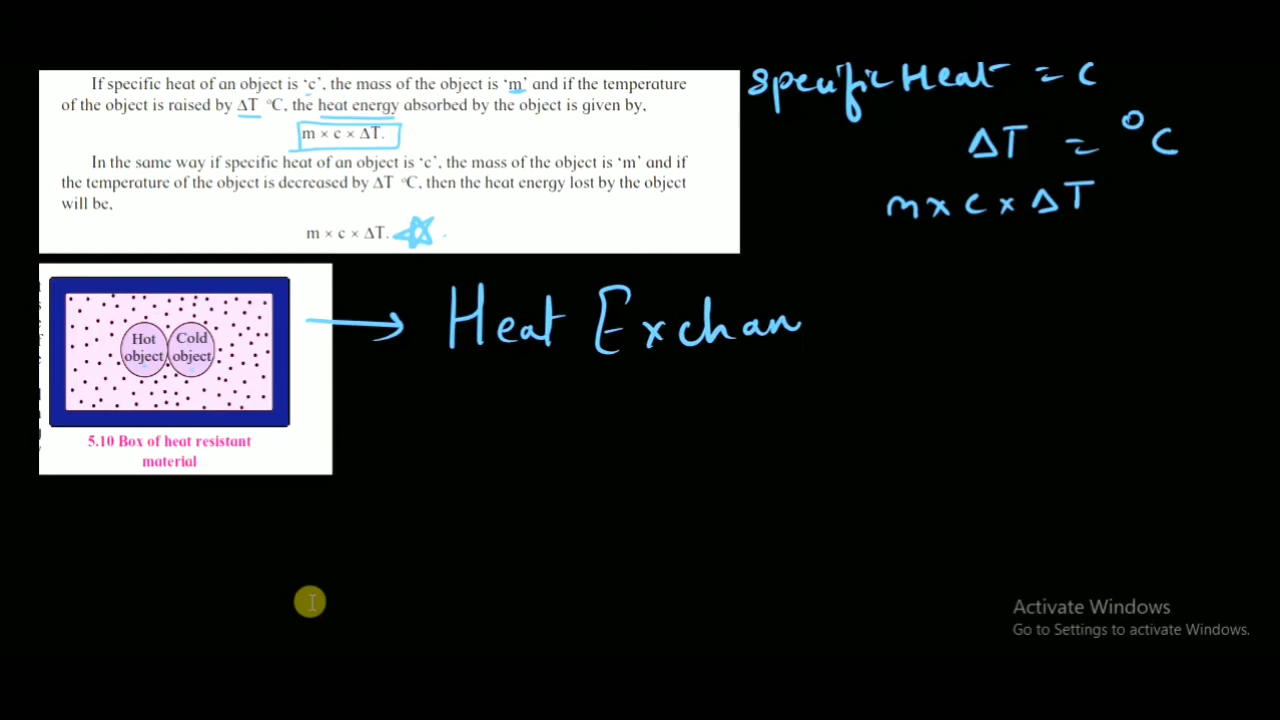 If specific heat of an object is ‘c’, the mass of the object is ‘m’ and if the temperature
of the object is raised by ΔT °C, the heat energy absorbed by the object is given by,
m × c × ΔT.
In the same way if specific heat of an object is ‘c’, the mass of the object is ‘m’ and if
the temperature of the object is decreased by ΔT °C, then the heat energy lost by the object
will be,
m × c × ΔT.
Specific Heat = c
ΔT = °C
m × c × ΔT
Hot object
Cold object
5.10 Box of heat resistant
material
Heat Exchan
Activate Windows
Go to Settings to activate Windows.